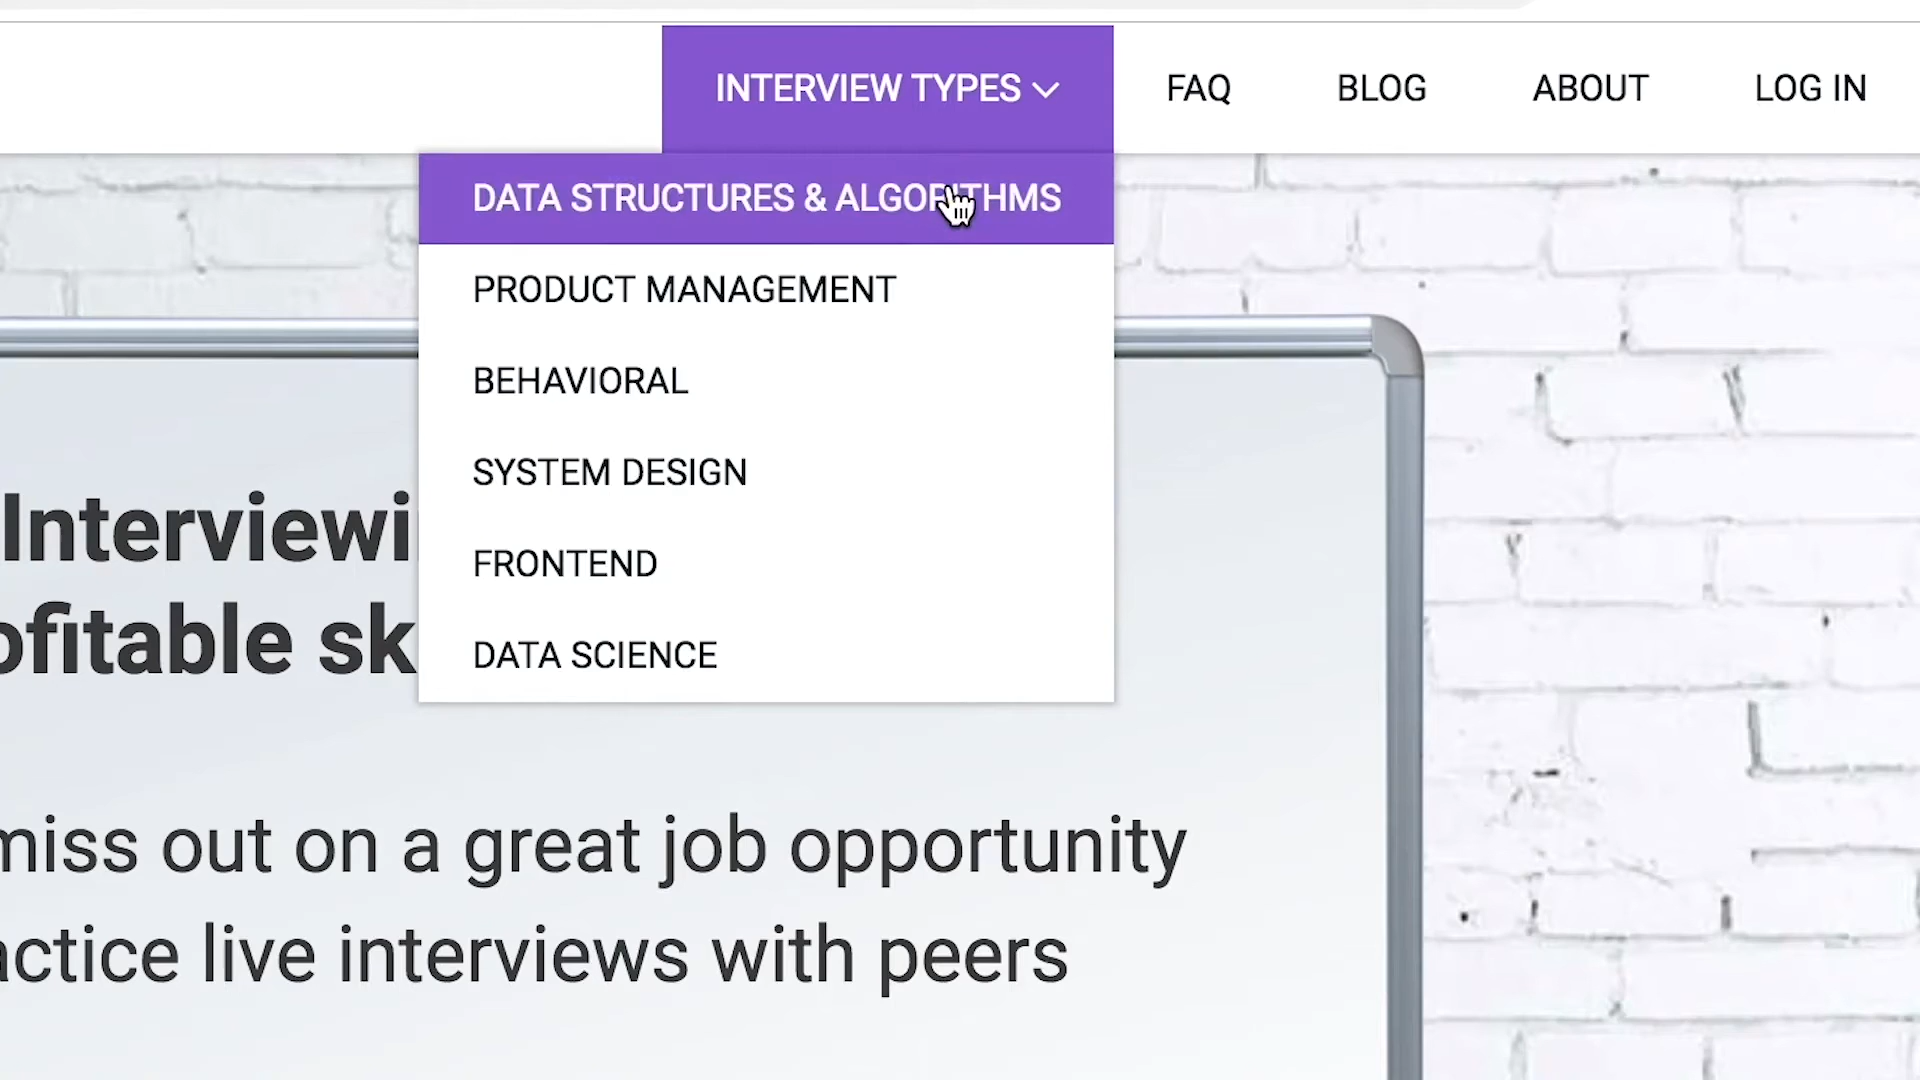 INTERVIEW TYPES
FAQ
BLOG
ABOUT
LOG IN
DATA STRUCTURES & ALGORITHMS
PRODUCT MANAGEMENT
BEHAVIORAL
SYSTEM DESIGN
FRONTEND
DATA SCIENCE
Interviewi
ofitable sk
miss out on a great job opportunity
actice live interviews with peers